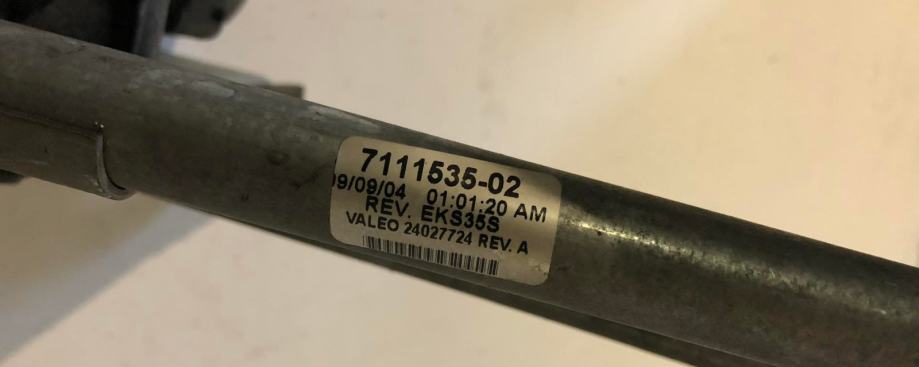 7111535-02
09/09/04 01:01:20 AM
REV. EKS35S
VALEO 24027724 REV. A